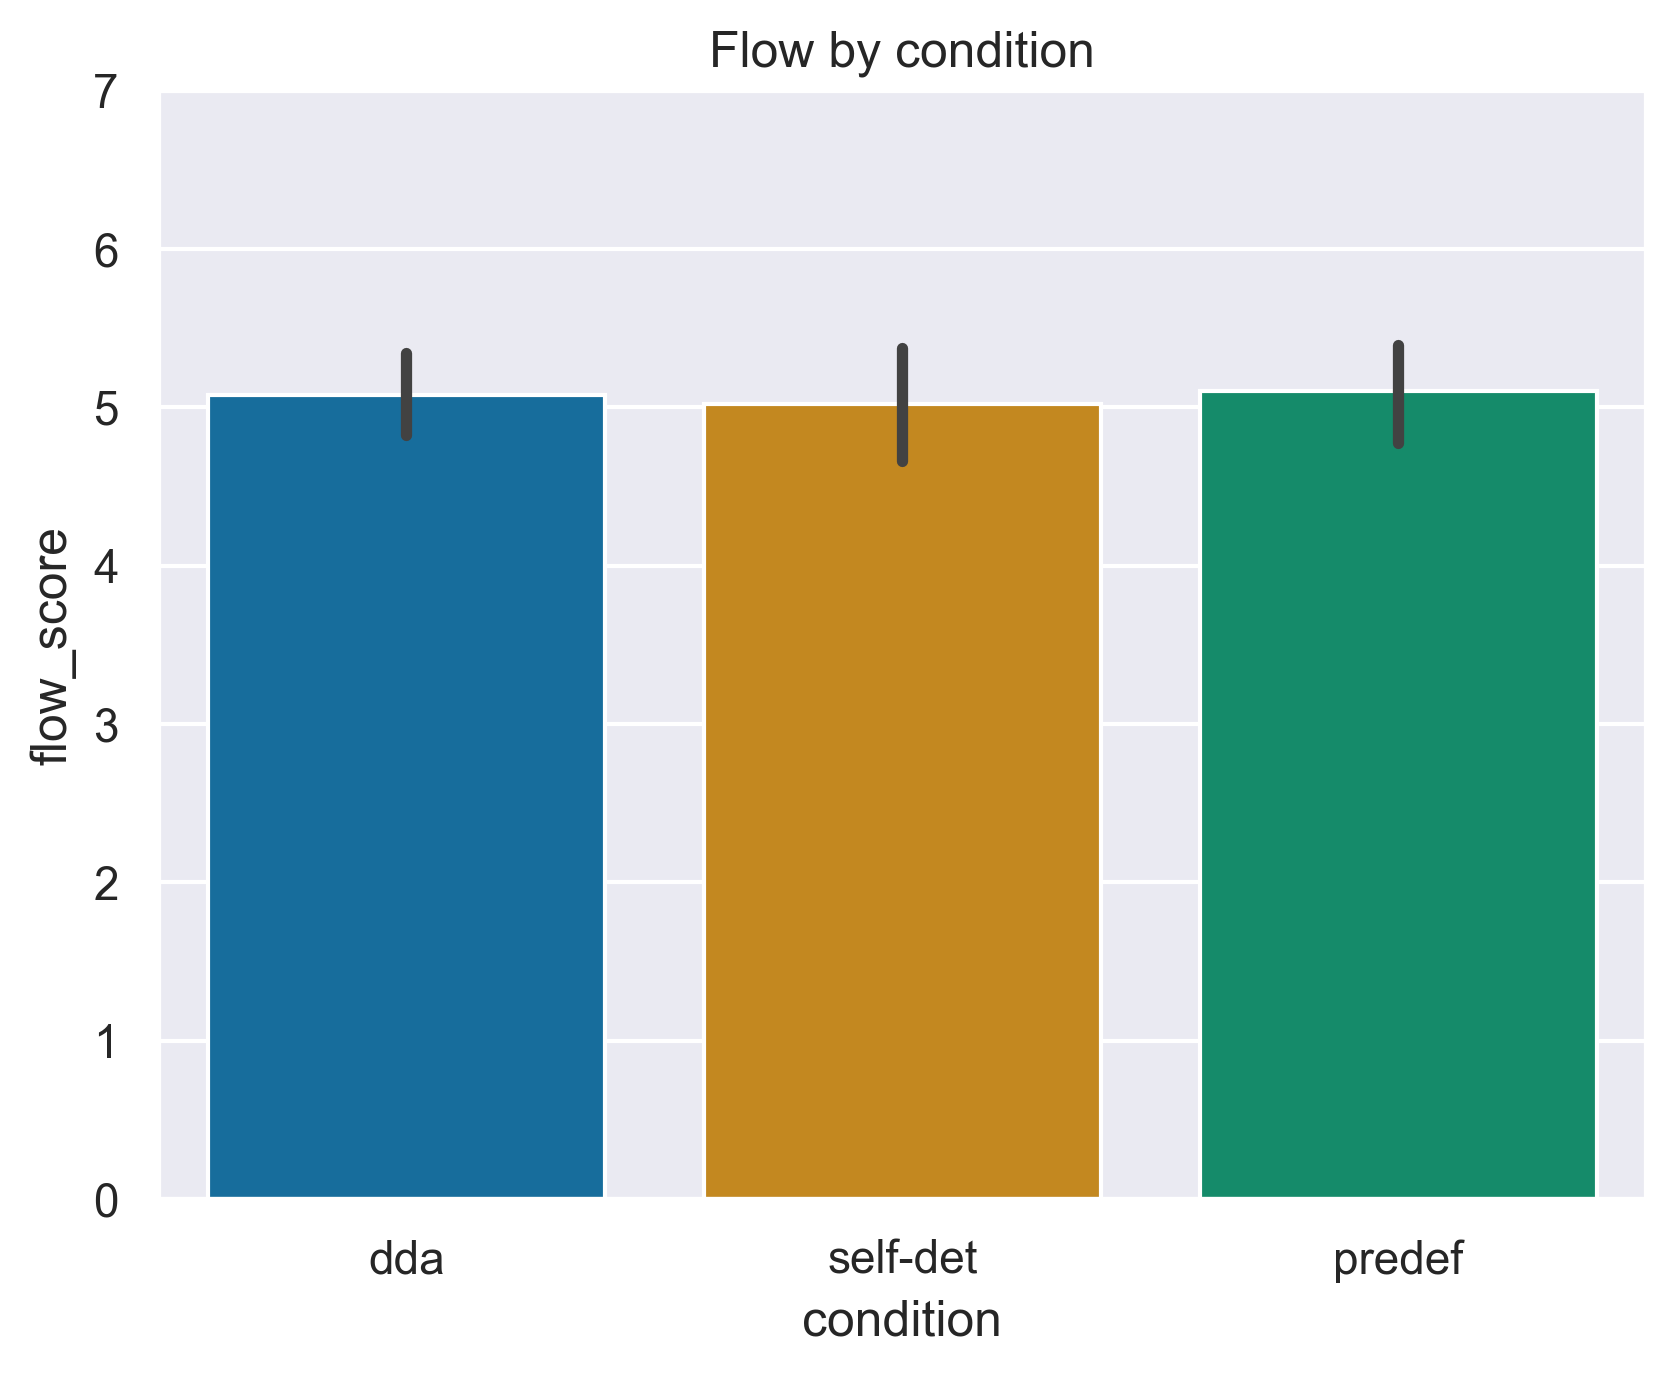 Flow by condition
7
6
5
4
3
2
1
0
flow_score
dda self-det predef
condition